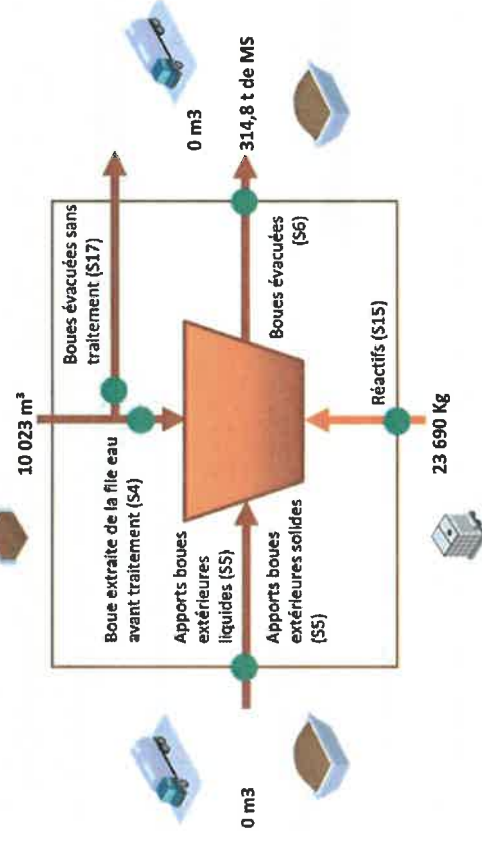 10 023 m³
Boues évacuées sans
traitement (S17)
0 m3
Boue extraite de la file eau
avant traitement (S4)
314,8 t de MS
Apports boues
extérieures
liquides (S5)
Boues évacuées
(S6)
0 m3
Apports boues
extérieures solides
(S5)
Réactifs (S15)
23 690 Kg